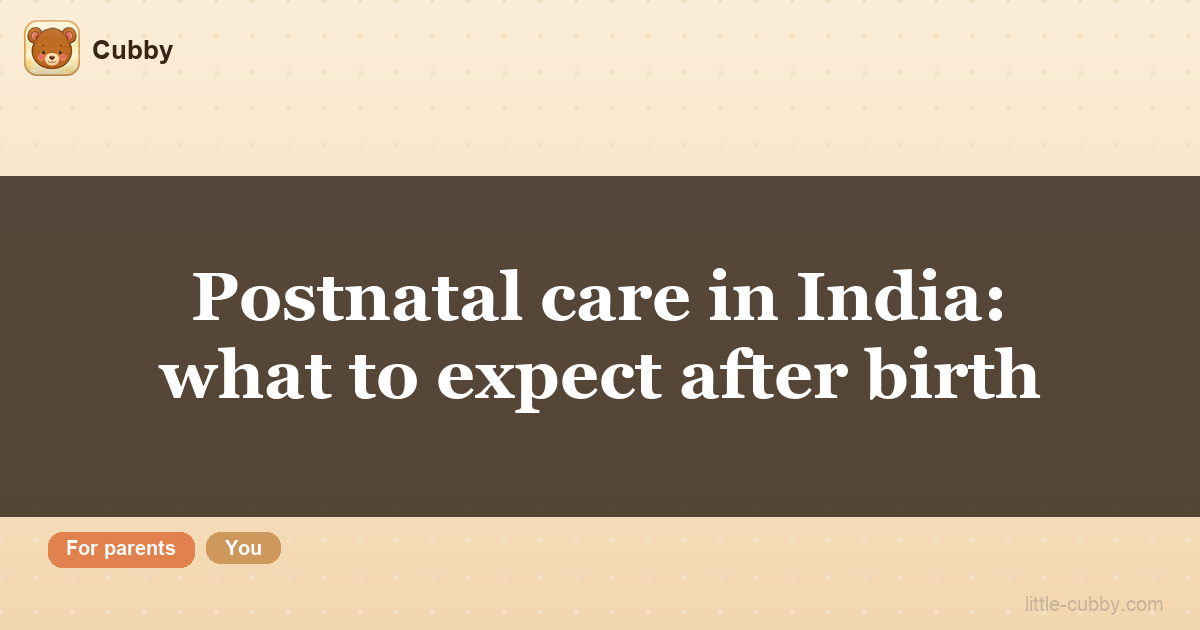 Cubby
Postnatal care in India:
what to expect after birth
For parents
You
little-cubby.com